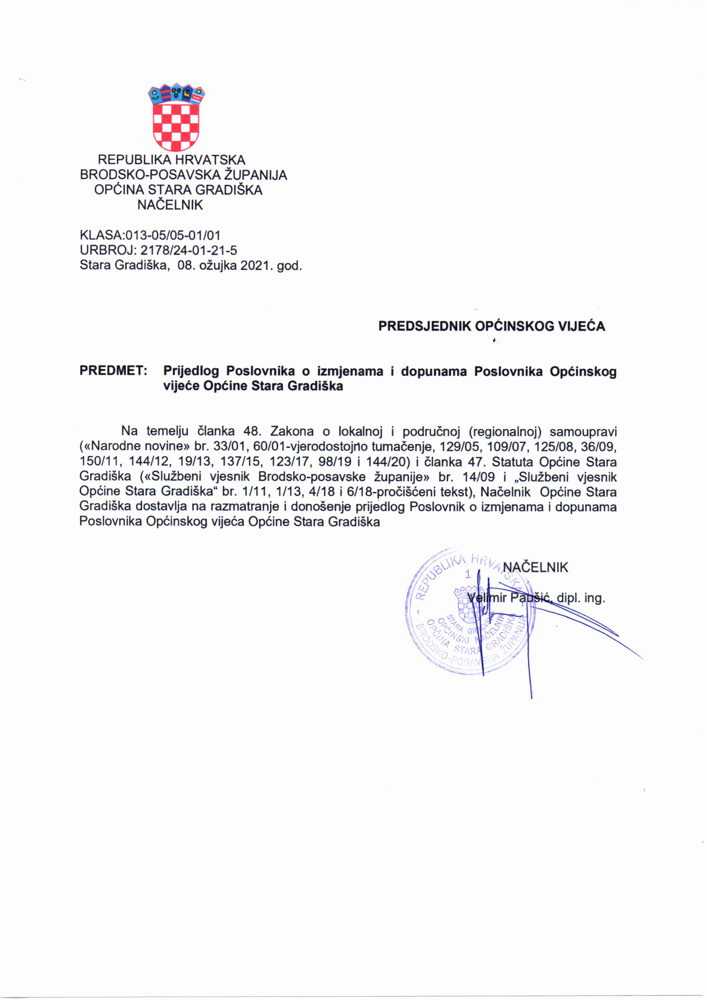 REPUBLIKA HRVATSKA
BRODSKO-POSAVSKA ŽUPANIJA
OPĆINA STARA GRADIŠKA
NAČELNIK
KLASA:013-05/05-01/01
URBROJ: 2178/24-01-21-5
Stara Gradiška, 08. ožujka 2021. god.
PREDSJEDNIK OPĆINSKOG VIJEĆA
PREDMET: Prijedlog Poslovnika o izmjenama i dopunama Poslovnika Općinskog
vijeće Općine Stara Gradiška
Na temelju članka 48. Zakona o lokalnoj i područnoj (regionalnoj) samoupravi
(«Narodne novine» br. 33/01, 60/01-vjerodostojno tumačenje, 129/05, 109/07, 125/08, 36/09,
150/11, 144/12, 19/13, 137/15, 123/17, 98/19 i 144/20) i članka 47. Statuta Općine Stara
Gradiška («Službeni vjesnik Brodsko-posavske županije» br. 14/09 i „Službeni vjesnik
Općine Stara Gradiška“ br. 1/11, 1/13, 4/18 i 6/18-pročišćeni tekst), Načelnik Općine Stara
Gradiška dostavlja na razmatranje i donošenje prijedlog Poslovnik o izmjenama i dopunama
Poslovnika Općinskog vijeća Općine Stara Gradiška
NAČELNIK
Velimir Paušić, dipl. ing.
REPUBLIKA HRVATSKA
1
STARA GRADIŠKA
OPĆINSKI NAČELNIK
OPĆINA STARA GRADIŠKA
- BRODSKO-POSAVSKA ŽUPANIJA -